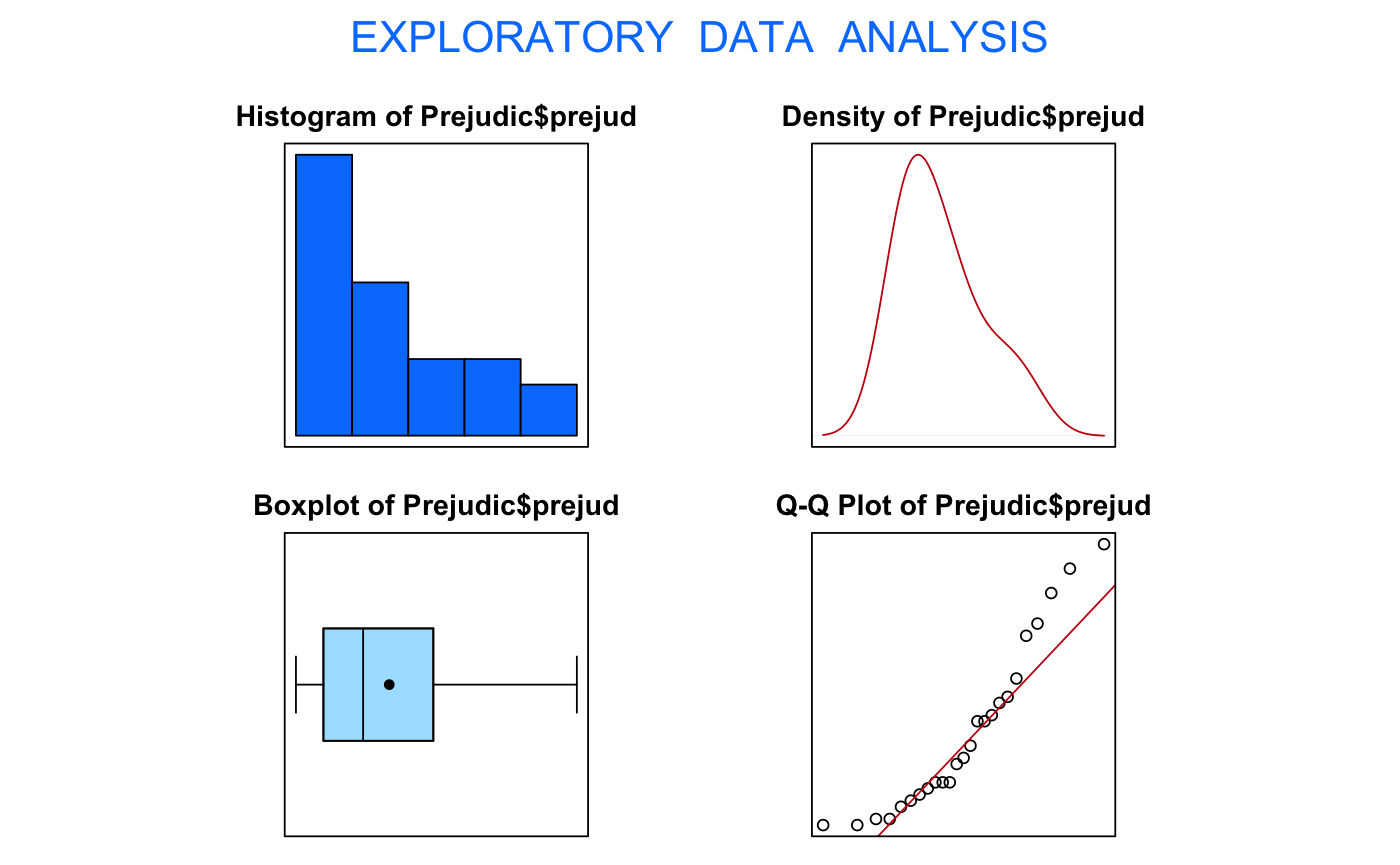 EXPLORATORY DATA ANALYSIS
Histogram of Prejudic$prejud
Density of Prejudic$prejud
Boxplot of Prejudic$prejud
Q-Q Plot of Prejudic$prejud